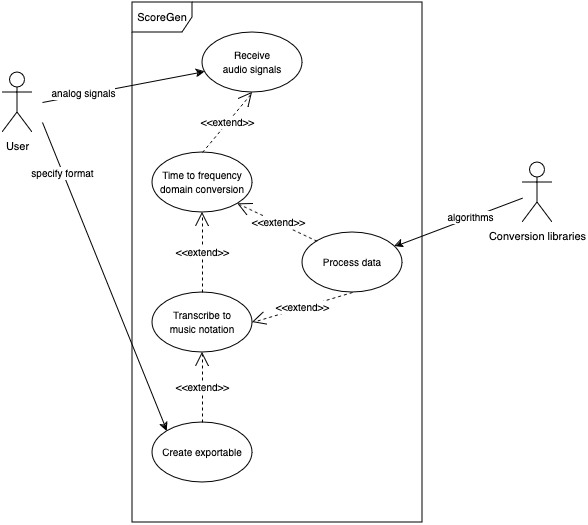 ScoreGen
Receive
audio signals
analog signals
<<extend>>
User
specify format
Time to frequency
domain conversion
<<extend>>
algorithms
Conversion libraries
<<extend>>
Process data
<<extend>>
Transcribe to
music notation
<<extend>>
Create exportable